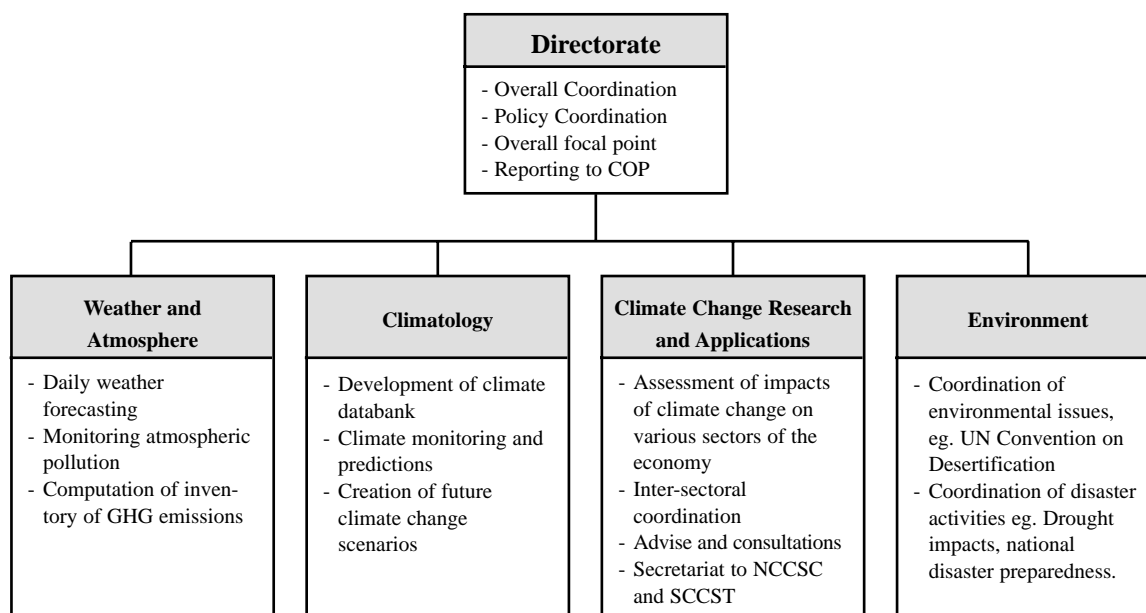 Directorate
- Overall Coordination
- Policy Coordination
- Overall focal point
- Reporting to COP
Weather and
Atmosphere
- Daily weather
forecasting
- Monitoring atmospheric
pollution
- Computation of inven-
tory of GHG emissions
Climatology
- Development of climate
databank
- Climate monitoring and
predictions
- Creation of future
climate change
scenarios
Climate Change Research
and Applications
- Assessment of impacts
of climate change on
various sectors of the
economy
- Inter-sectoral
coordination
- Advise and consultations
- Secretariat to NCCSC
and SCCST
Environment
- Coordination of
environmental issues,
eg. UN Convention on
Desertification
- Coordination of disaster
activities eg. Drought
impacts, national
disaster preparedness.